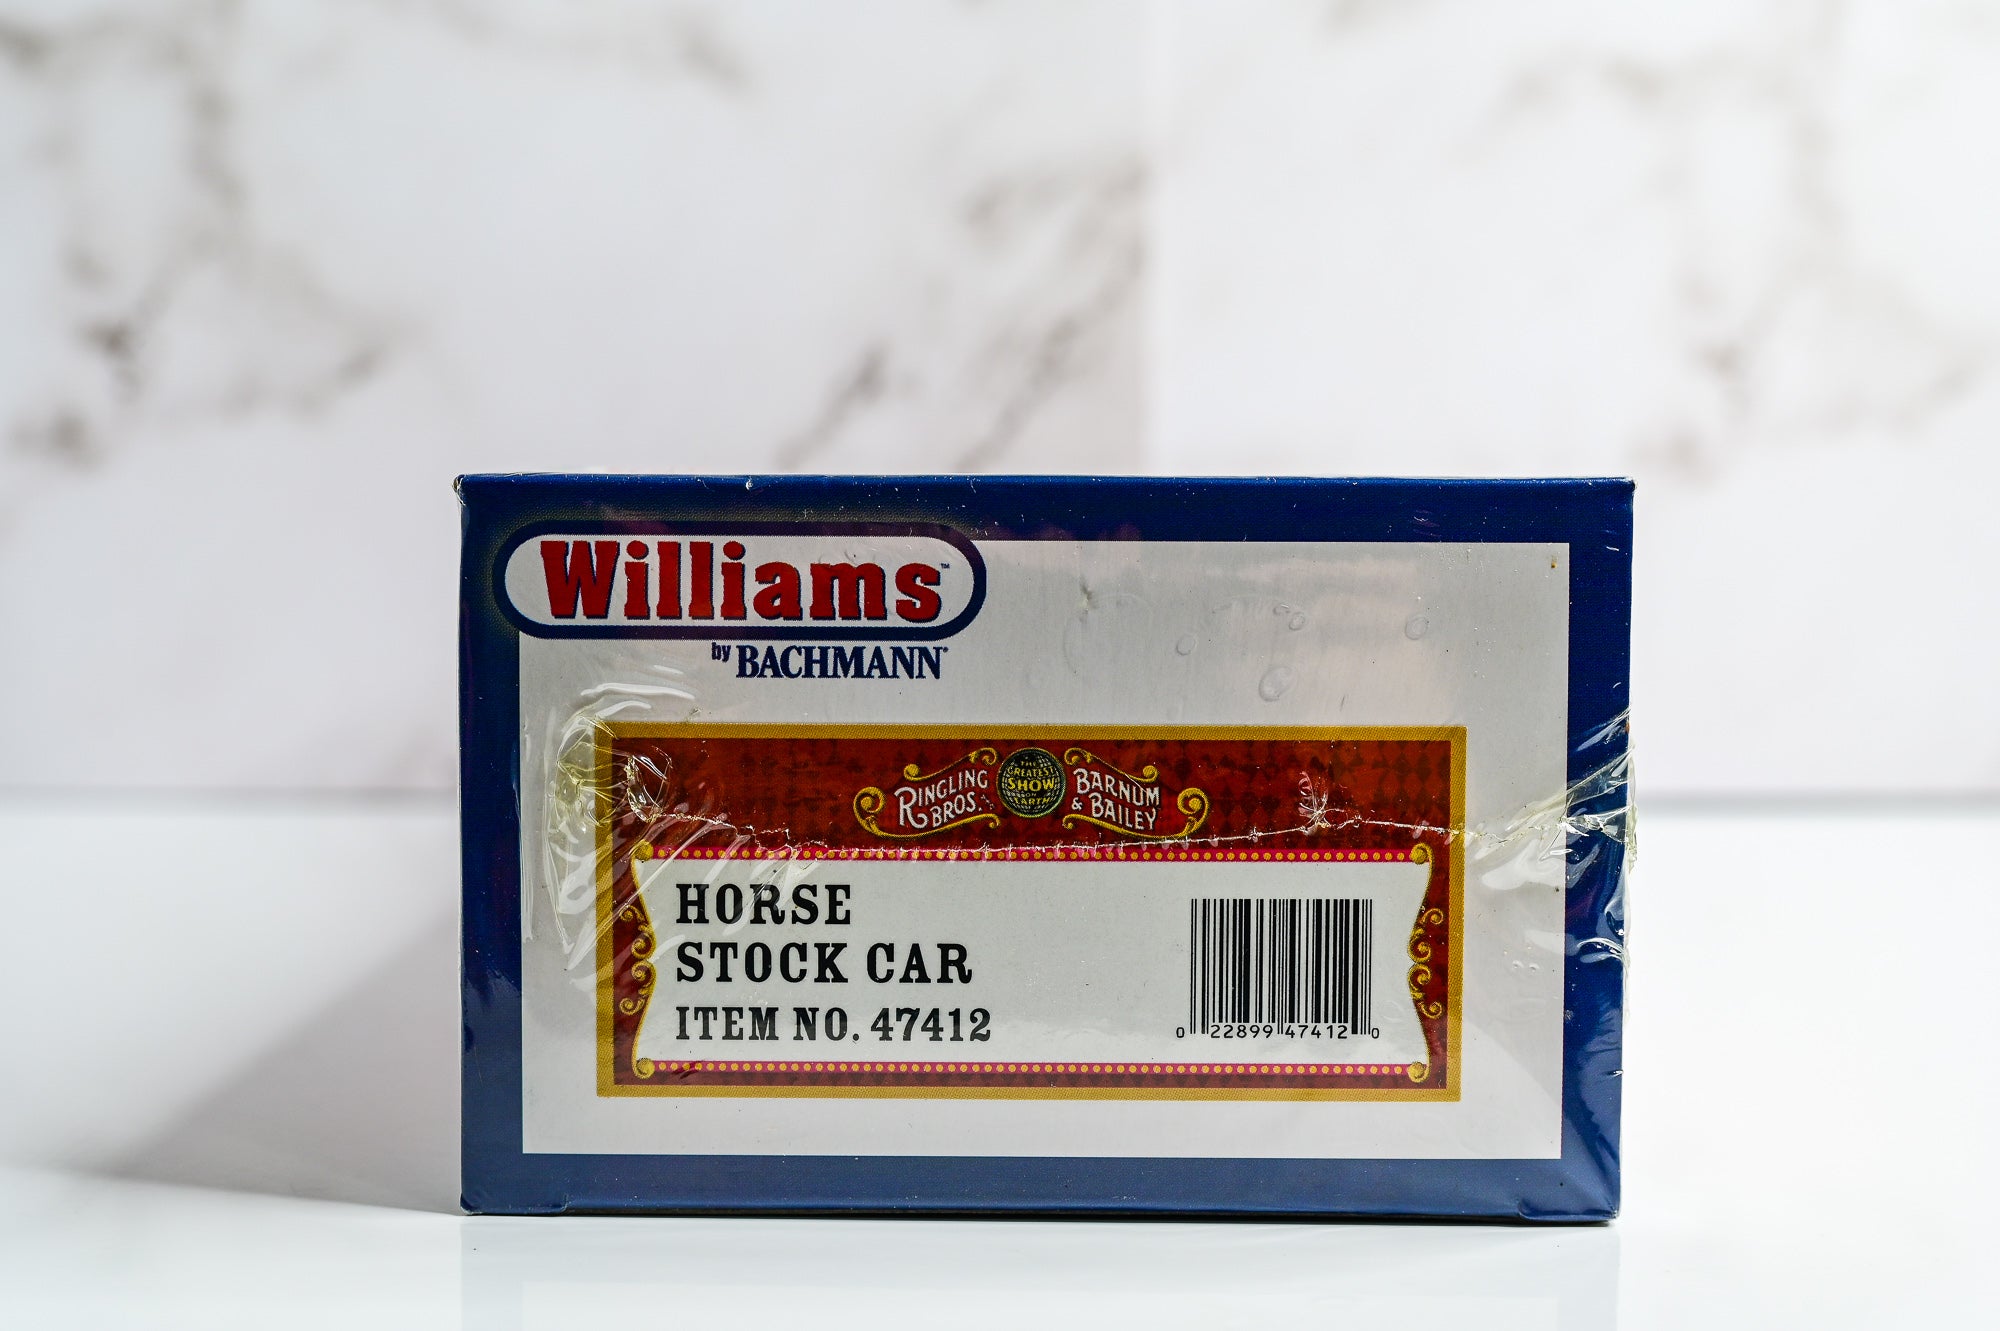 Williams™
by BACHMANN
RINGLING BROS. THE GREATEST SHOW ON EARTH BARNUM & BAILEY
HORSE
STOCK CAR
ITEM NO. 47412
0 22899 47412 0